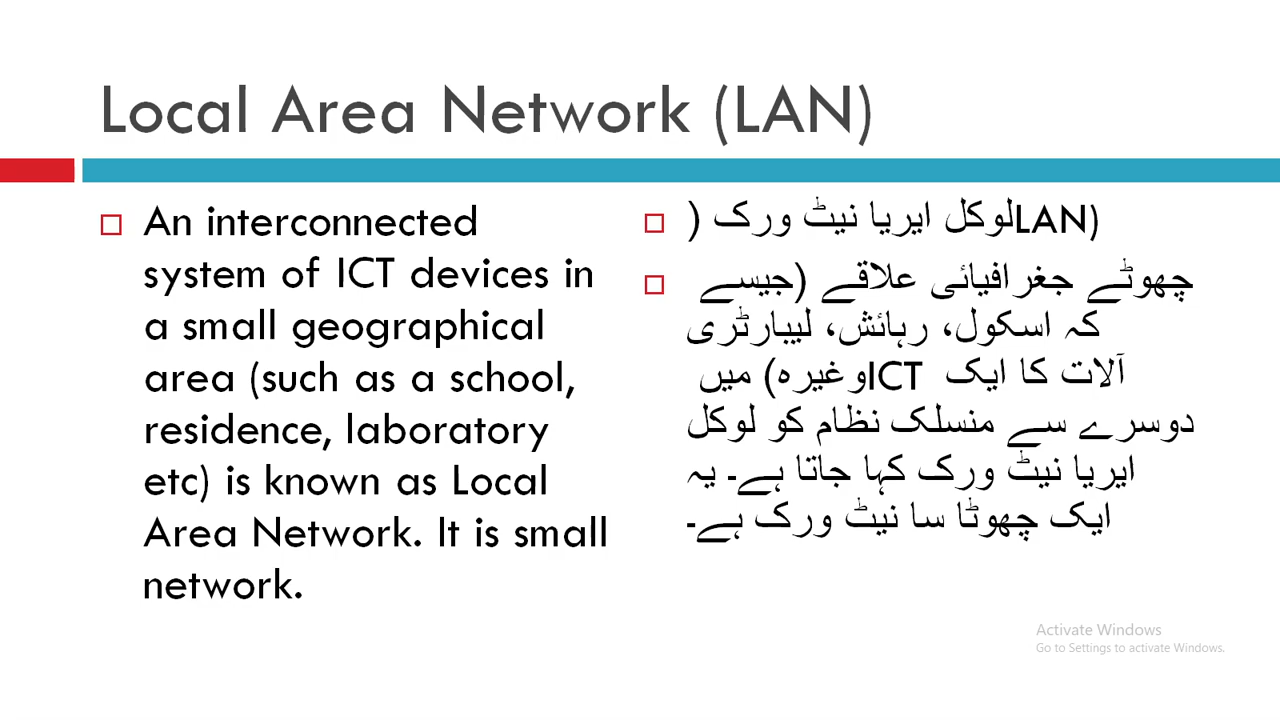 Local Area Network (LAN)
An interconnected
system of ICT devices in
a small geographical
area (such as a school,
residence, laboratory
etc) is known as Local
Area Network. It is small
network.
لوکل ایریا نیٹ ورک (LAN)
چھوٹے جغرافیائی علاقے (جیسے
کہ اسکول، رہائش، لیبارٹری
وغیرہ) میں ICT آلات کا ایک
دوسرے سے منسلک نظام کو لوکل
ایریا نیٹ ورک کہا جاتا ہے۔ یہ
ایک چھوٹا سا نیٹ ورک ہے۔
Activate Windows
Go to Settings to activate Windows.